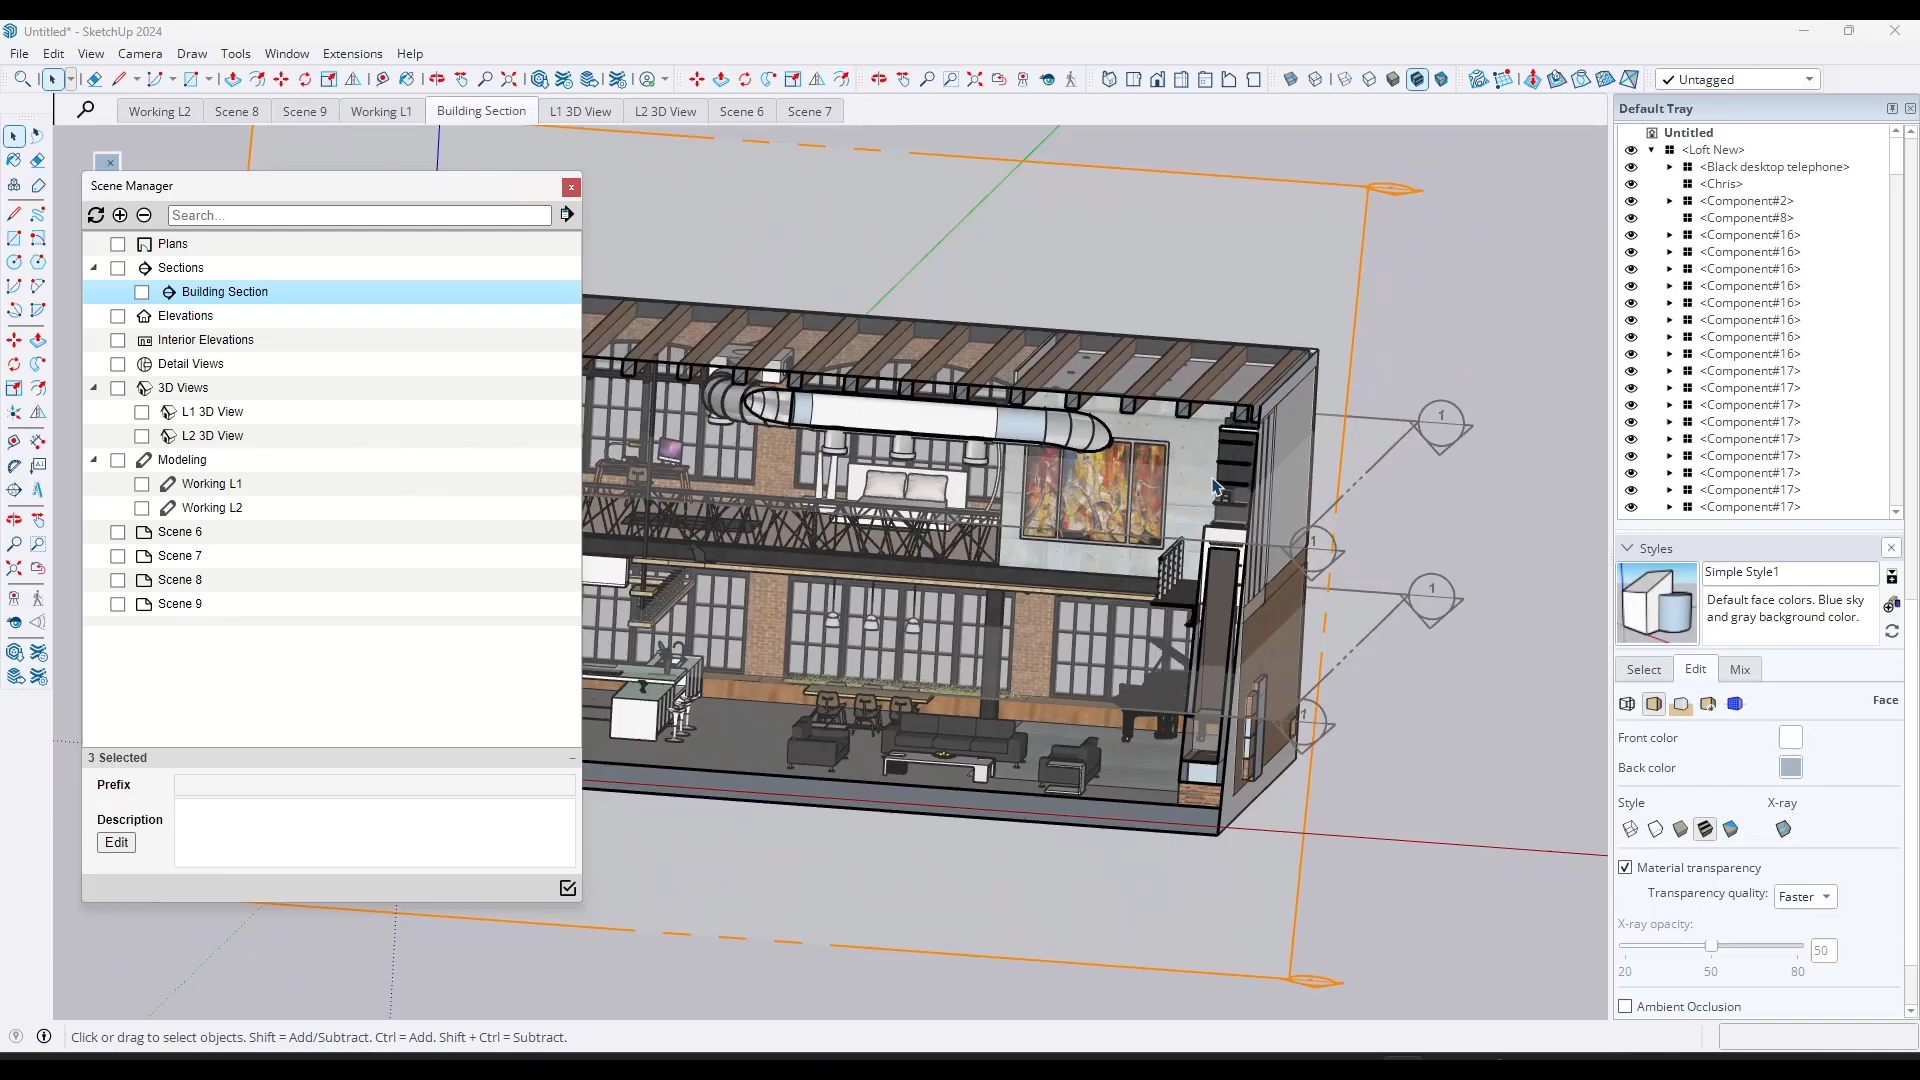 Untitled* - SketchUp 2024
File Edit View Camera Draw Tools Window Extensions Help
Untagged
Working L2 Scene 8 Scene 9 Working L1 Building Section L1 3D View L2 3D View Scene 6 Scene 7
Scene Manager
Search...
Plans
Sections
Building Section
Elevations
Interior Elevations
Detail Views
3D Views
L1 3D View
L2 3D View
Modeling
Working L1
Working L2
Scene 6
Scene 7
Scene 8
Scene 9
3 Selected
Prefix
Description
Edit
1
1
1
1
Default Tray
Untitled
<Loft New>
<Black desktop telephone>
<Chris>
<Component#2>
<Component#8>
<Component#16>
<Component#16>
<Component#16>
<Component#16>
<Component#16>
<Component#16>
<Component#16>
<Component#16>
<Component#17>
<Component#17>
<Component#17>
<Component#17>
<Component#17>
<Component#17>
<Component#17>
<Component#17>
<Component#17>
Styles
Simple Style1
Default face colors. Blue sky
and gray background color.
Select Edit Mix
Face
Front color
Back color
Style X-ray
Material transparency
Transparency quality: Faster
X-ray opacity:
50
20 50 80
Ambient Occlusion
Click or drag to select objects. Shift = Add/Subtract. Ctrl = Add. Shift + Ctrl = Subtract.